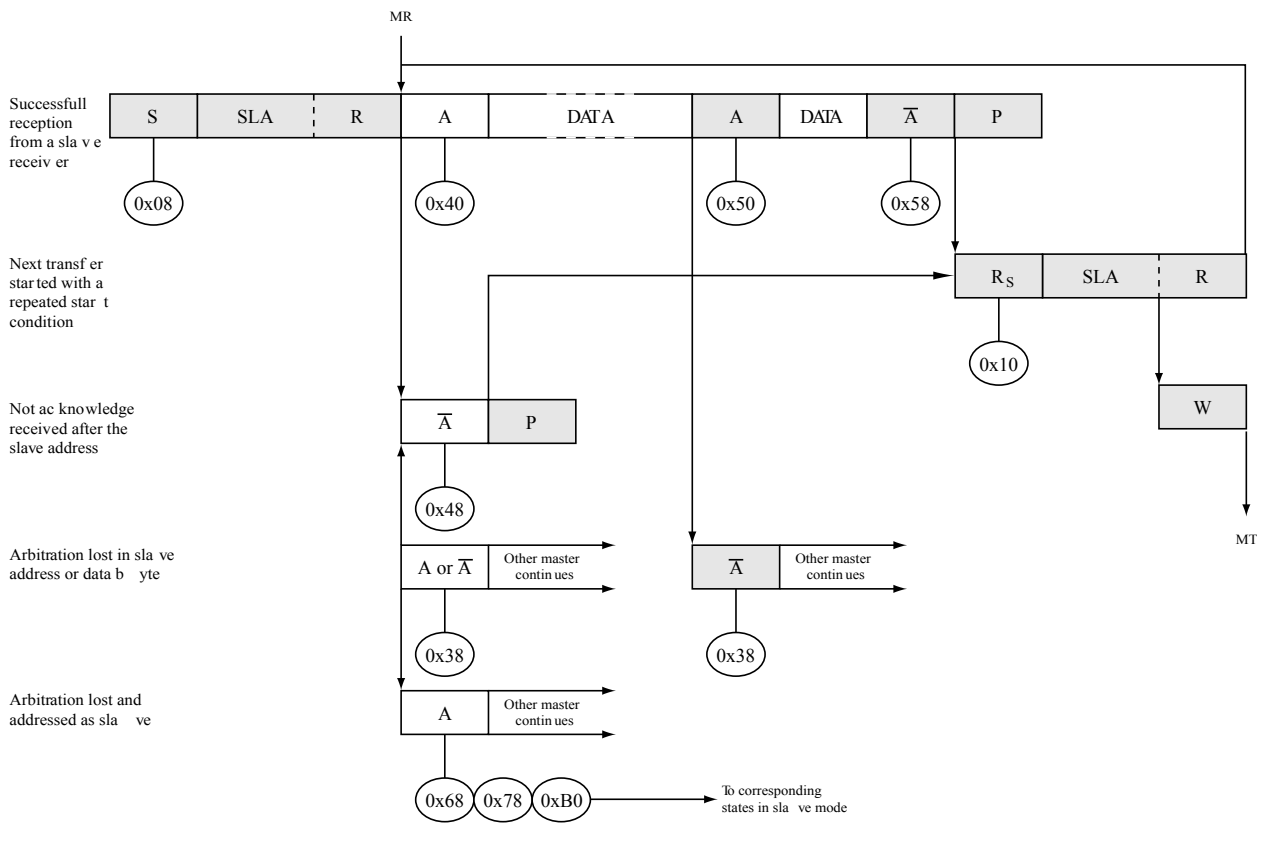 MR
Successfull
reception
from a sla v e
receiv er
S SLA R A DATA A DATA A̅ P
0x08 0x40 0x50 0x58
Next transf er
star ted with a
repeated star t
condition
RS SLA R
0x10
Not ac knowledge
received after the
slave address
A̅ P
W
0x48
MT
Arbitration lost in sla ve
address or data b yte
A or A̅ Other master
contin ues
A̅ Other master
contin ues
0x38 0x38
Arbitration lost and
addressed as sla ve
A Other master
contin ues
0x68 0x78 0xB0
To corresponding
states in sla ve mode